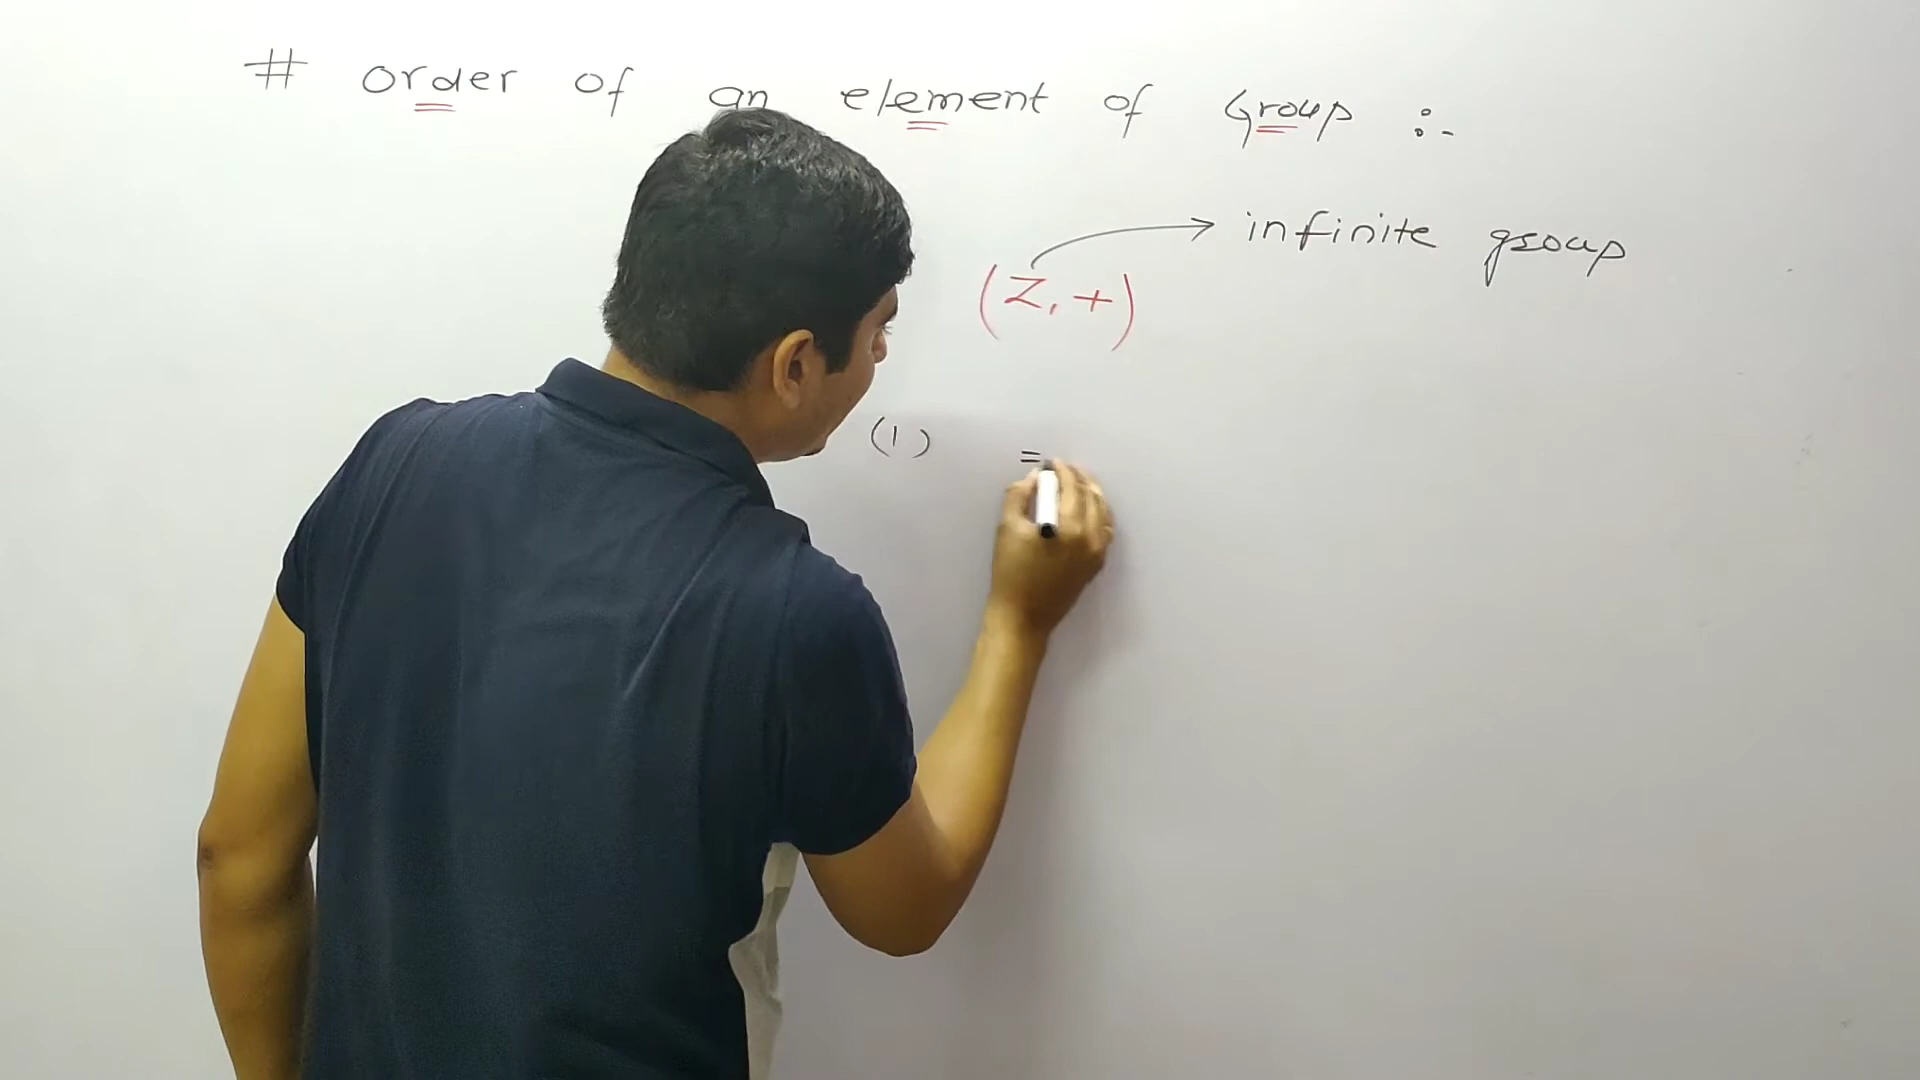 # order of an element of Group :-
infinite group
(Z, +)
(1) =